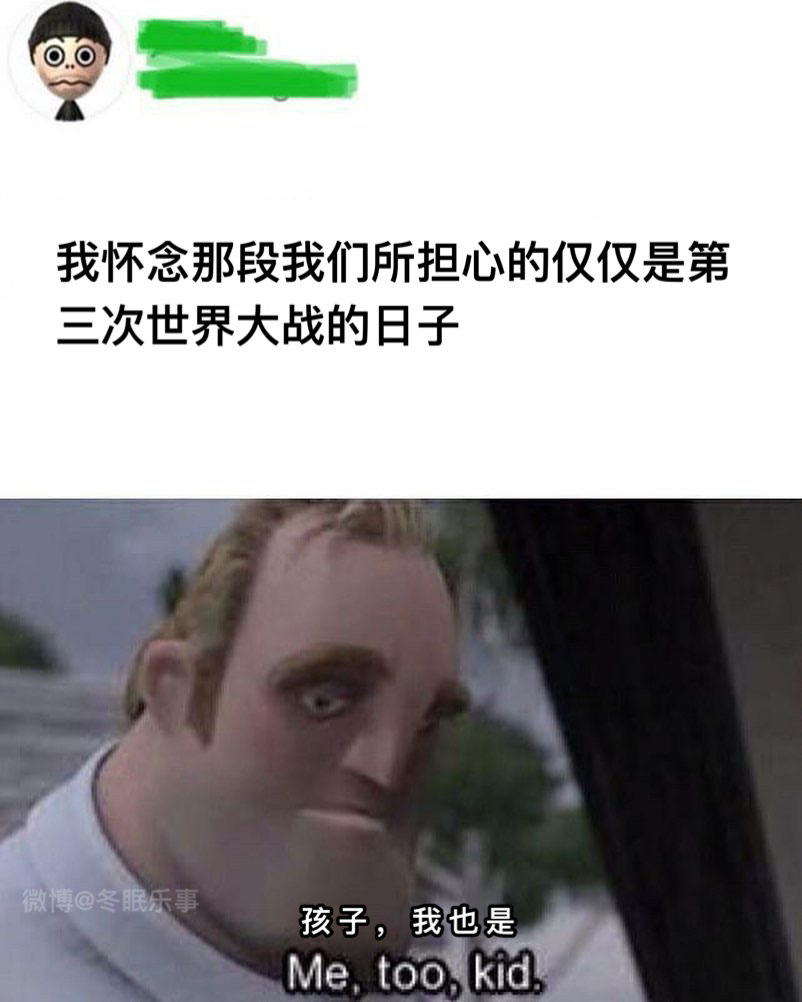 我怀念那段我们所担心的仅仅是第
三次世界大战的日子
微博@冬眠乐事
孩子，我也是
Me, too, kid.